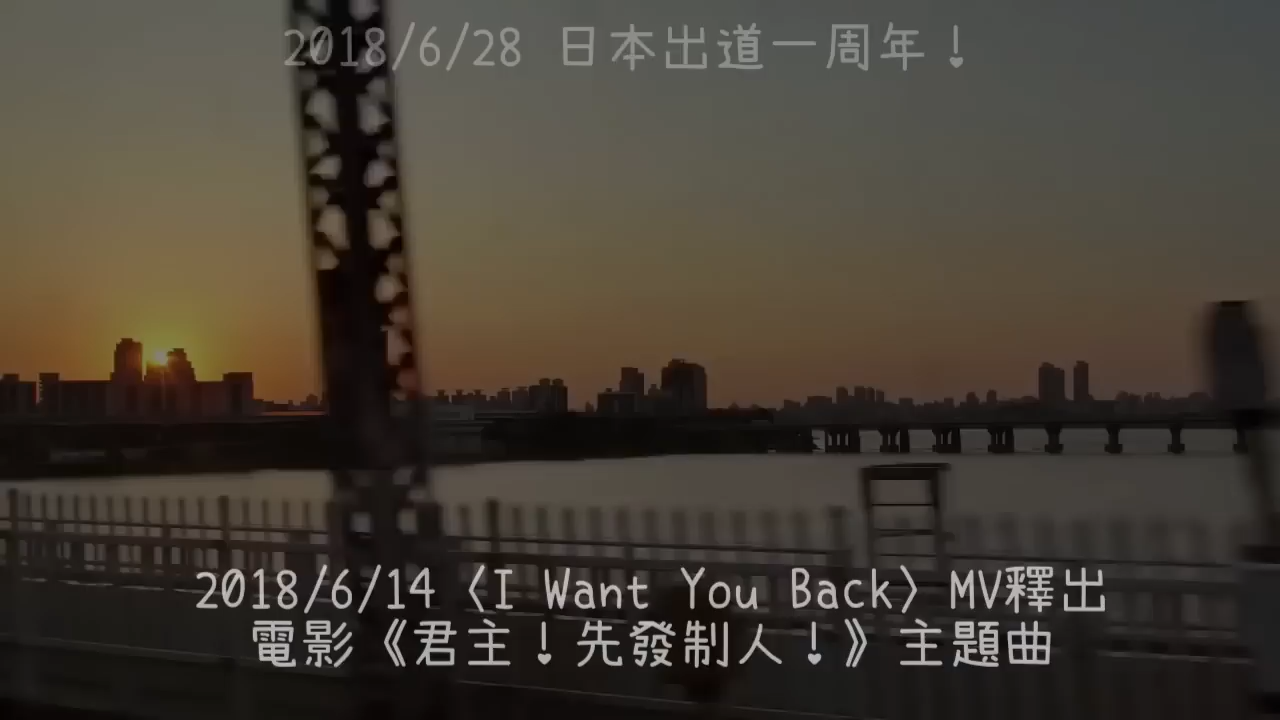 2018/6/28 日本出道一周年！
2018/6/14〈I Want You Back〉MV釋出
電影《君主！先發制人！》主題曲